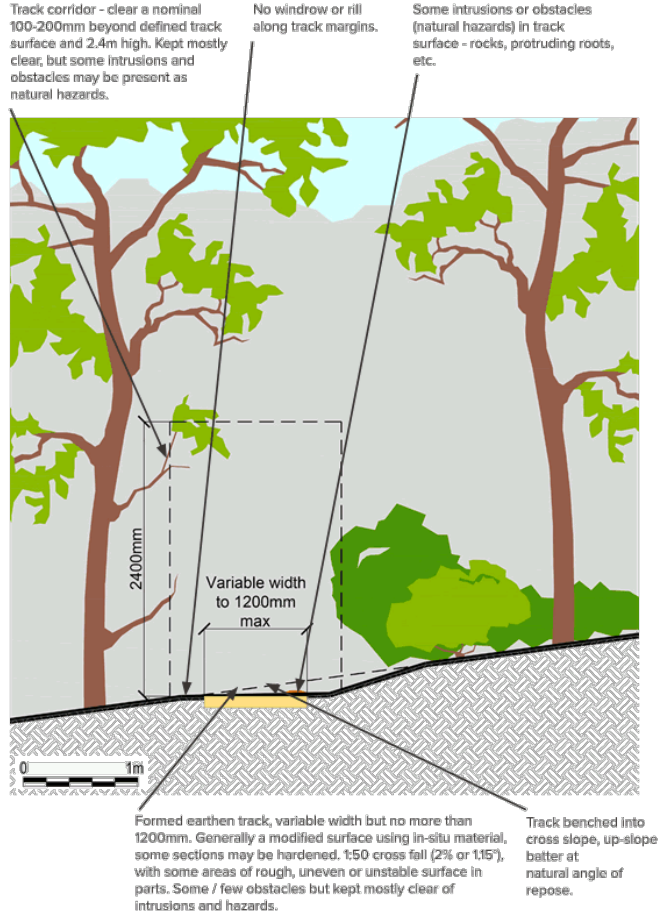 Track corridor - clear a nominal
100-200mm beyond defined track
surface and 2.4m high. Kept mostly
clear, but some intrusions and
obstacles may be present as
natural hazards.
No windrow or rill
along track margins.
Some intrusions or obstacles
(natural hazards) in track
surface - rocks, protruding roots,
etc.
2400mm
Variable width
to 1200mm
max
0 1m
Formed earthen track, variable width but no more than
1200mm. Generally a modified surface using in-situ material,
some sections may be hardened. 1:50 cross fall (2% or 1.15°),
with some areas of rough, uneven or unstable surface in
parts. Some / few obstacles but kept mostly clear of
intrusions and hazards.
Track benched into
cross slope, up-slope
batter at
natural angle of
repose.